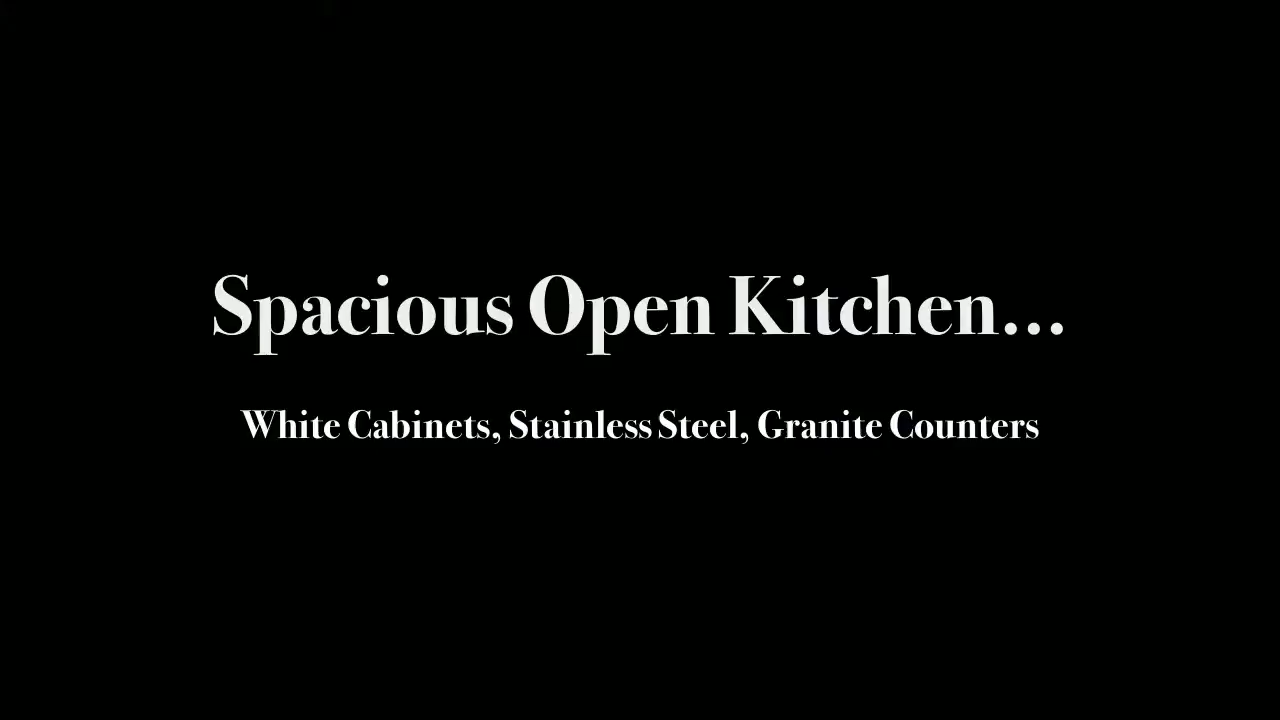 Spacious Open Kitchen...
White Cabinets, Stainless Steel, Granite Counters